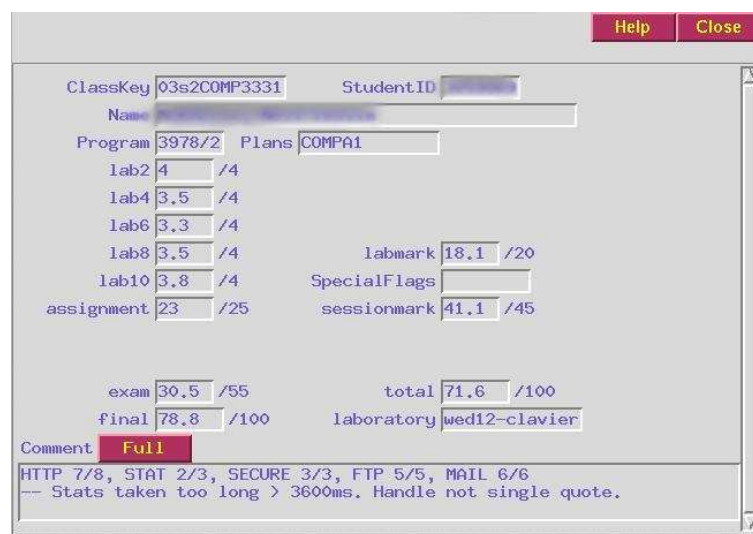 Help Close
ClassKey 03s2COMP3331 StudentID
Name
Program 3978/2 Plans COMPA1
lab2 4 /4
lab4 3.5 /4
lab6 3.3 /4
lab8 3.5 /4 labmark 18.1 /20
lab10 3.8 /4 SpecialFlags
assignment 23 /25 sessionmark 41.1 /45
exam 30.5 /55 total 71.6 /100
final 78.8 /100 laboratory wed12-clavier
Comment Full
HTTP 7/8, STAT 2/3, SECURE 3/3, FTP 5/5, MAIL 6/6
-- Stats taken too long > 3600ms. Handle not single quote.